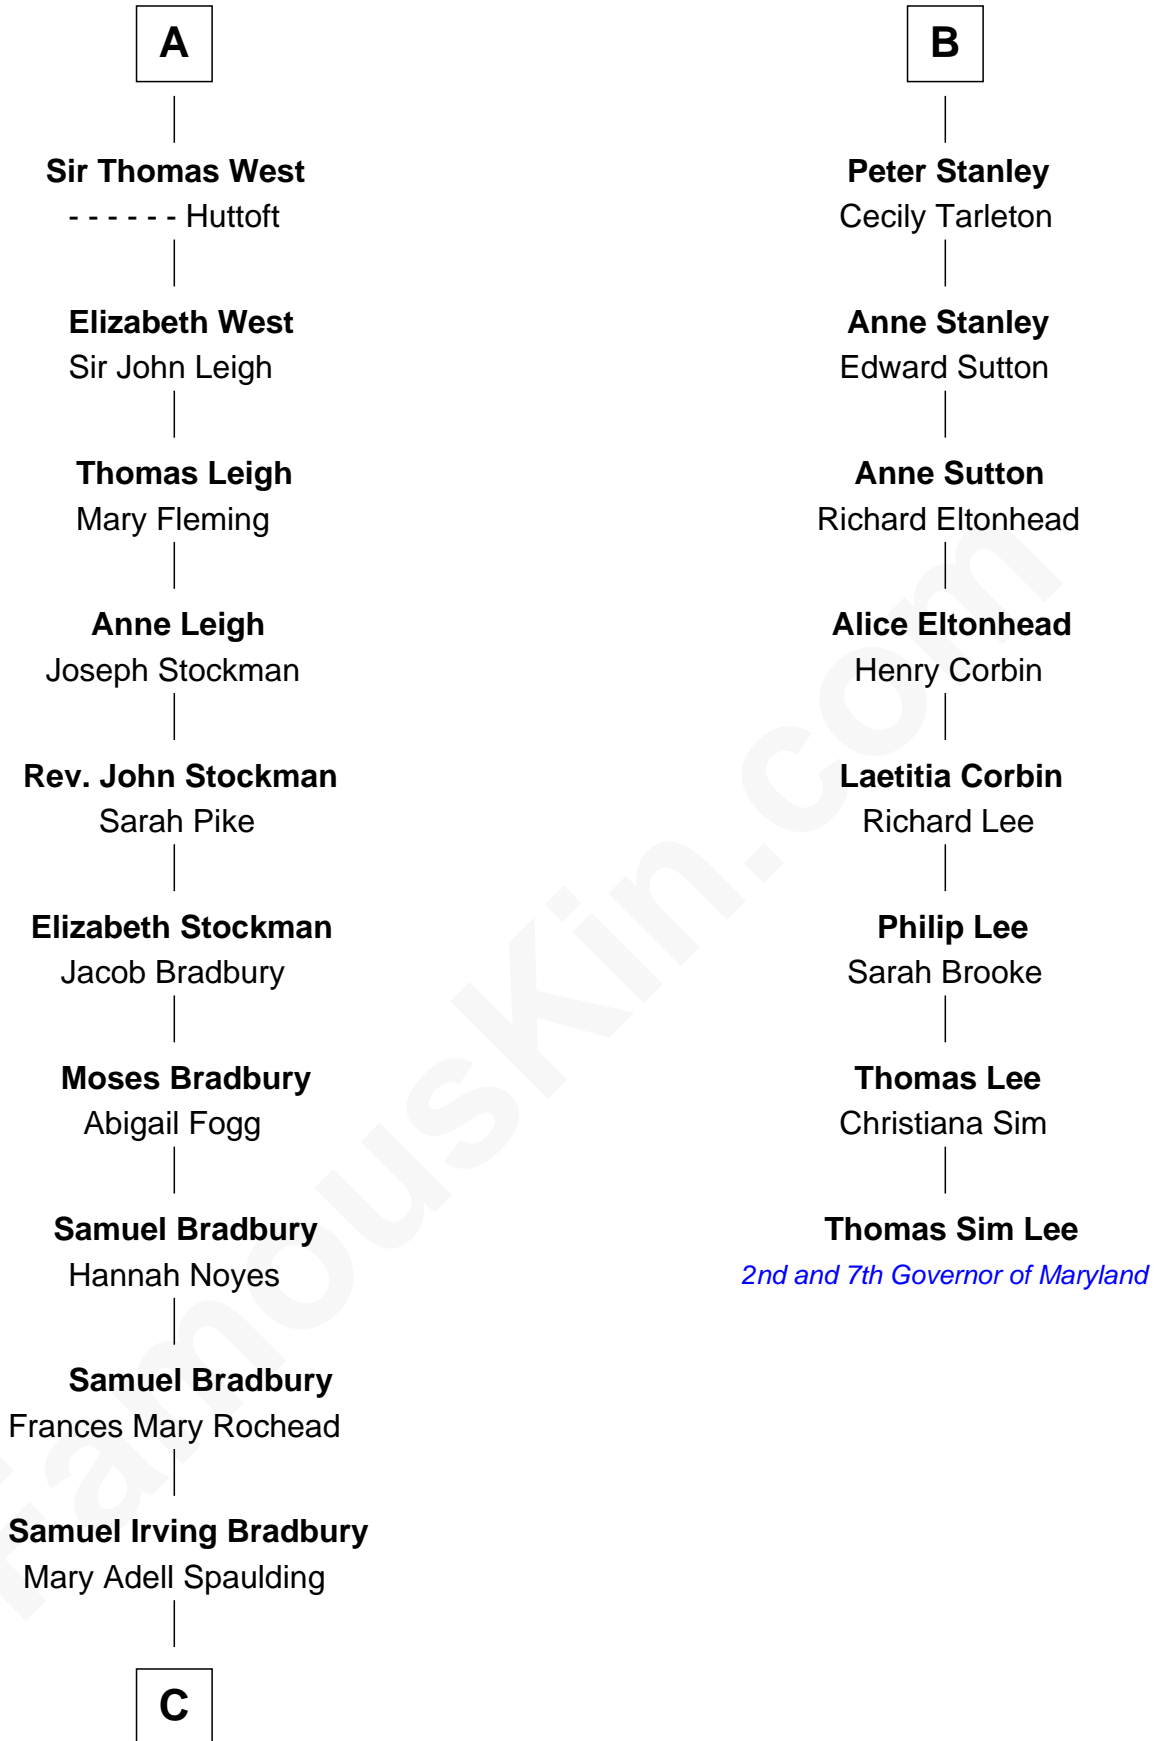 A
Sir Thomas West
- - - - - - Huttoft
Elizabeth West
Sir John Leigh
Thomas Leigh
Mary Fleming
Anne Leigh
Joseph Stockman
Rev. John Stockman
Sarah Pike
Elizabeth Stockman
Jacob Bradbury
Moses Bradbury
Abigail Fogg
Samuel Bradbury
Hannah Noyes
Samuel Bradbury
Frances Mary Rochead
Samuel Irving Bradbury
Mary Adell Spaulding
C
B
Peter Stanley
Cecily Tarleton
Anne Stanley
Edward Sutton
Anne Sutton
Richard Eltonhead
Alice Eltonhead
Henry Corbin
Laetitia Corbin
Richard Lee
Philip Lee
Sarah Brooke
Thomas Lee
Christiana Sim
Thomas Sim Lee
2nd and 7th Governor of Maryland
FamousKin.com